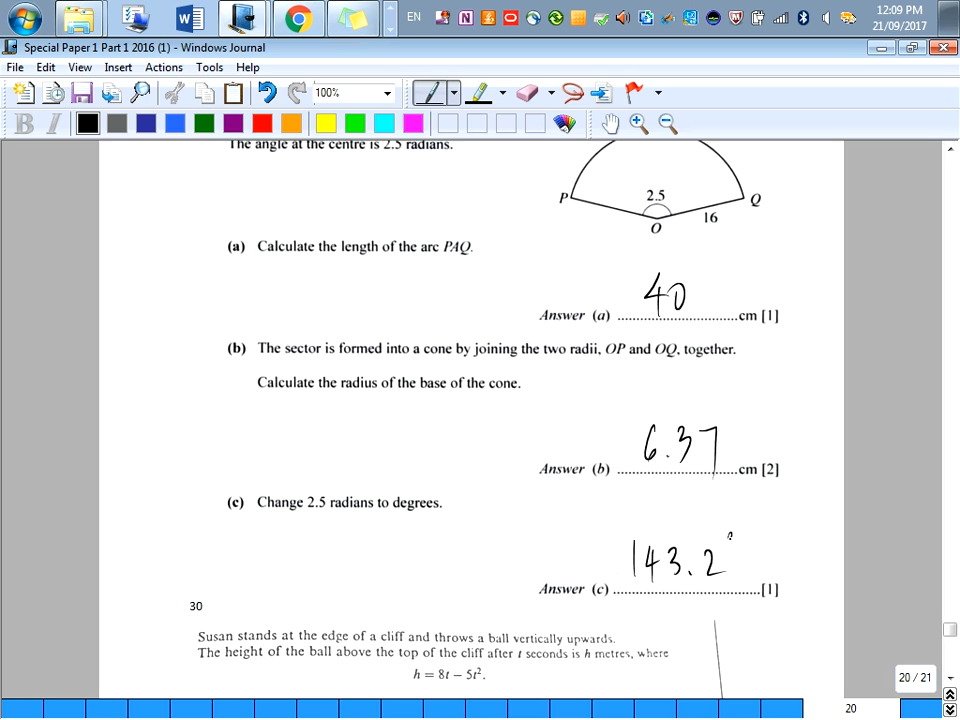 12:09 PM
EN
21/09/2017
Special Paper 1 Part 1 2016 (1) - Windows Journal
File Edit View Insert Actions Tools Help
100%
B I
The angle at the centre is 2.5 radians.
P 2.5 Q
16
O
(a) Calculate the length of the arc PAQ.
40
Answer (a) ................................cm [1]
(b) The sector is formed into a cone by joining the two radii, OP and OQ, together.
Calculate the radius of the base of the cone.
6.37
Answer (b) ................................cm [2]
(c) Change 2.5 radians to degrees.
143.2°
Answer (c) .......................................[1]
30
Susan stands at the edge of a cliff and throws a ball vertically upwards.
The height of the ball above the top of the cliff after t seconds is h metres, where
h = 8t − 5t².
20 / 21
20